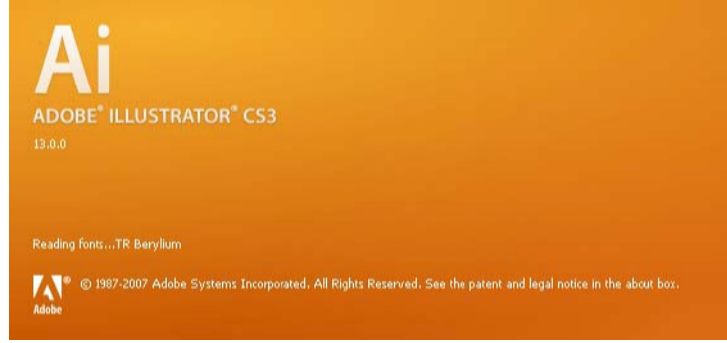 Ai
ADOBE® ILLUSTRATOR® CS3
13.0.0
Reading fonts...TR Berylium
© 1987-2007 Adobe Systems Incorporated. All Rights Reserved. See the patent and legal notice in the about box.
Adobe®